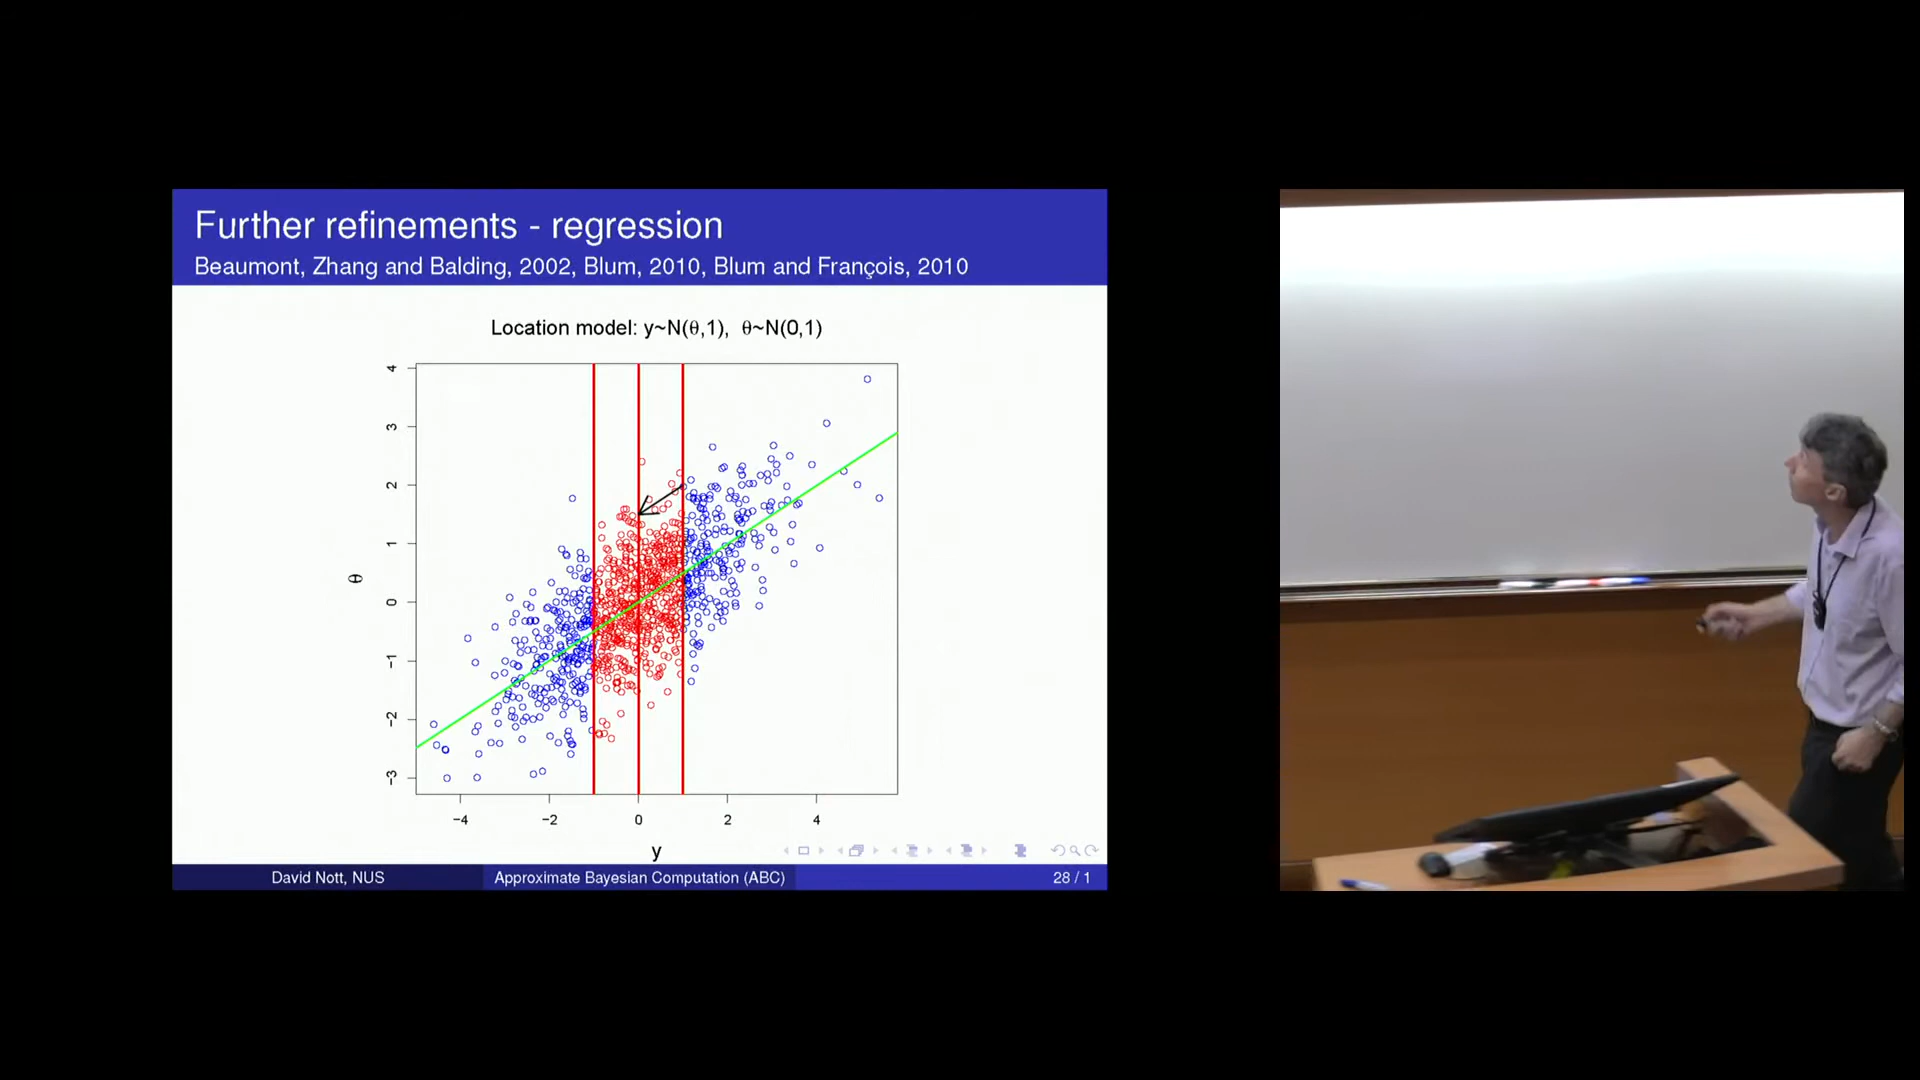 Further refinements - regression
Beaumont, Zhang and Balding, 2002, Blum, 2010, Blum and François, 2010
Location model: y~N(θ,1), θ~N(0,1)
4
3
2
1
0
−1
−2
−3
θ
−4 −2 0 2 4
y
David Nott, NUS Approximate Bayesian Computation (ABC) 28 / 1